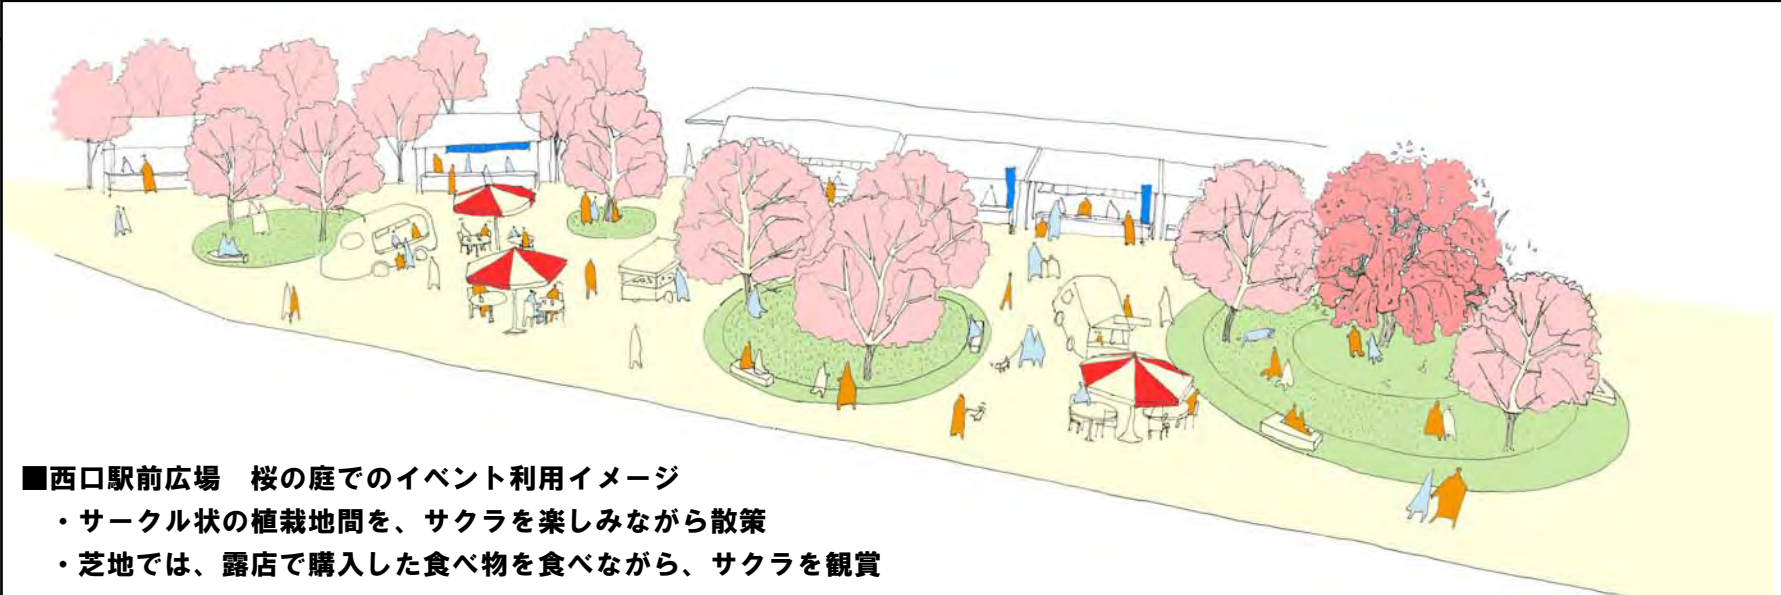 ■西口駅前広場　桜の庭でのイベント利用イメージ
・サークル状の植栽地間を、サクラを楽しみながら散策
・芝地では、露店で購入した食べ物を食べながら、サクラを観賞